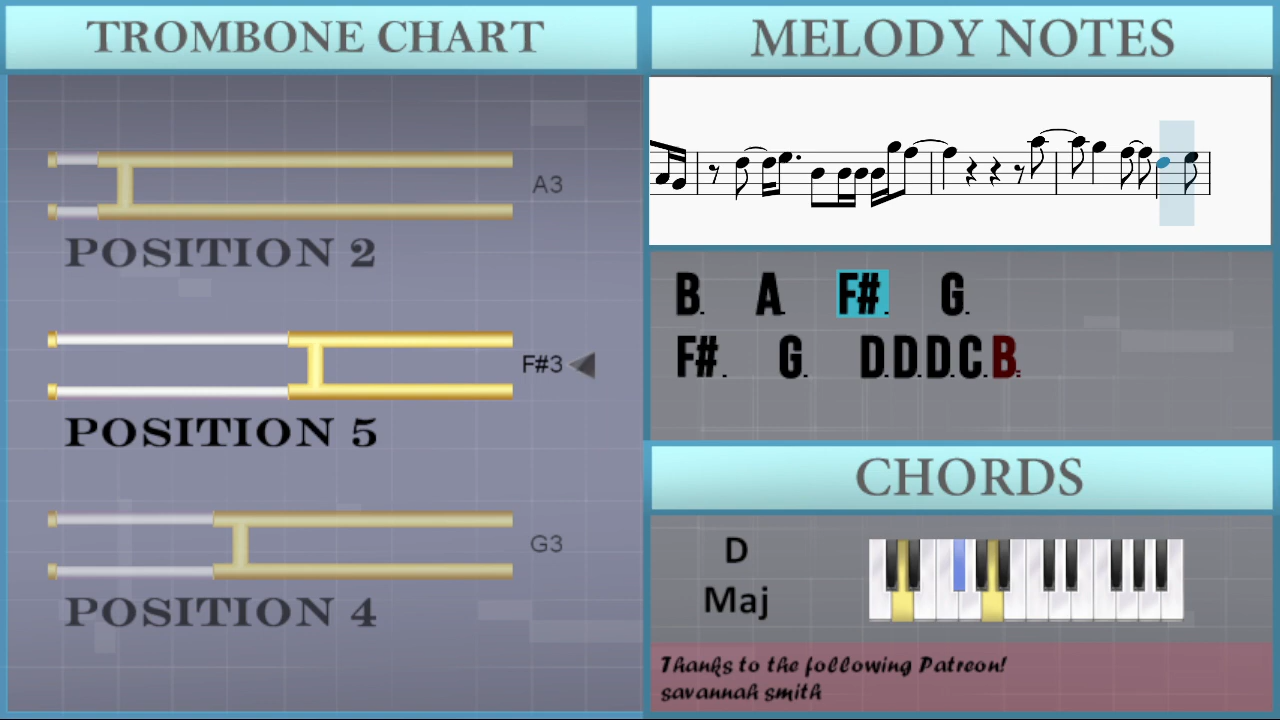 TROMBONE CHART
A3
POSITION 2
F#3
POSITION 5
G3
POSITION 4
MELODY NOTES
B. A. F#. G.
F#. G. D.D.D.C.B.
CHORDS
D
Maj
Thanks to the following Patreon!
savannah smith